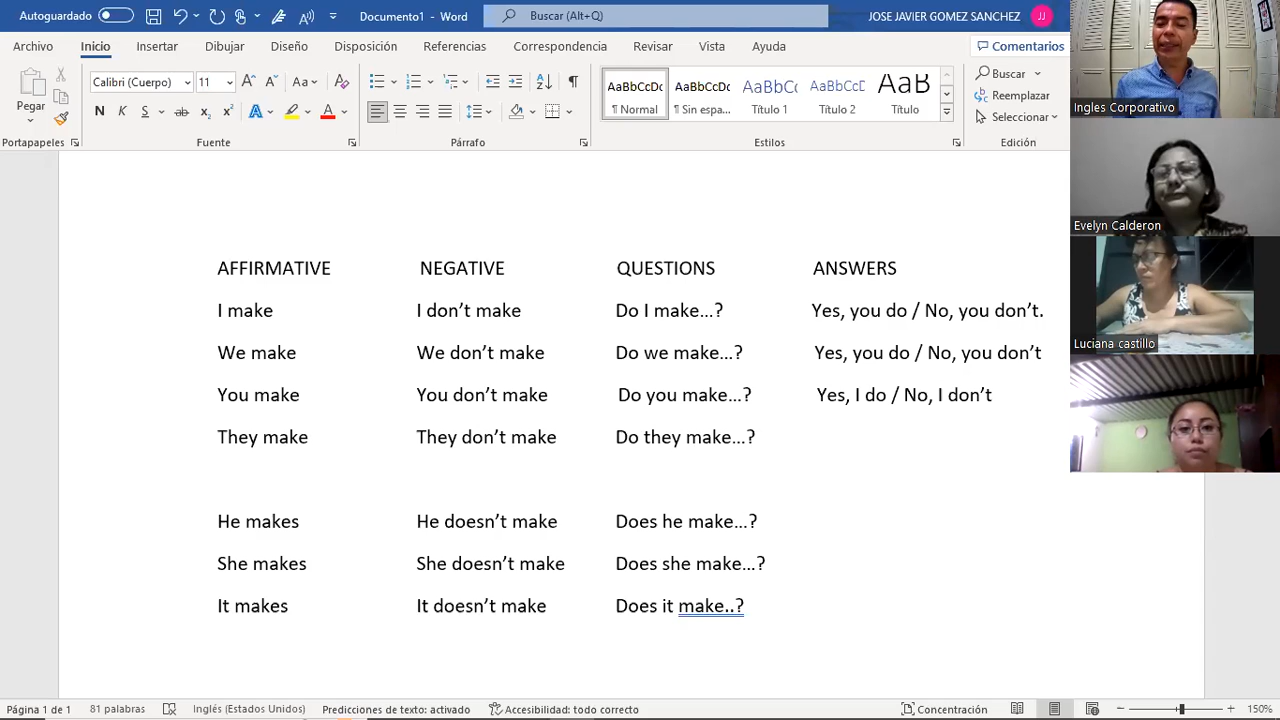 Autoguardado Documento1 - Word Buscar (Alt+Q) JOSE JAVIER GOMEZ SANCHEZ JJ
Archivo Inicio Insertar Dibujar Diseño Disposición Referencias Correspondencia Revisar Vista Ayuda Comentarios
Pegar Calibri (Cuerpo) 11 AaBbCcDc AaBbCcDc AaBbCcDc AaBbCcD AaB Buscar
¶ Normal ¶ Sin espa... Título 1 Título 2 Título Reemplazar
Seleccionar
Portapapeles Fuente Párrafo Estilos Edición
Ingles Corporativo
Evelyn Calderon
Luciana castillo
AFFIRMATIVE NEGATIVE QUESTIONS ANSWERS
I make I don’t make Do I make…? Yes, you do / No, you don’t.
We make We don’t make Do we make…? Yes, you do / No, you don’t
You make You don’t make Do you make…? Yes, I do / No, I don’t
They make They don’t make Do they make…?
He makes He doesn’t make Does he make…?
She makes She doesn’t make Does she make…?
It makes It doesn’t make Does it make..?
Página 1 de 1 81 palabras Inglés (Estados Unidos) Predicciones de texto: activado Accesibilidad: todo correcto Concentración 150%